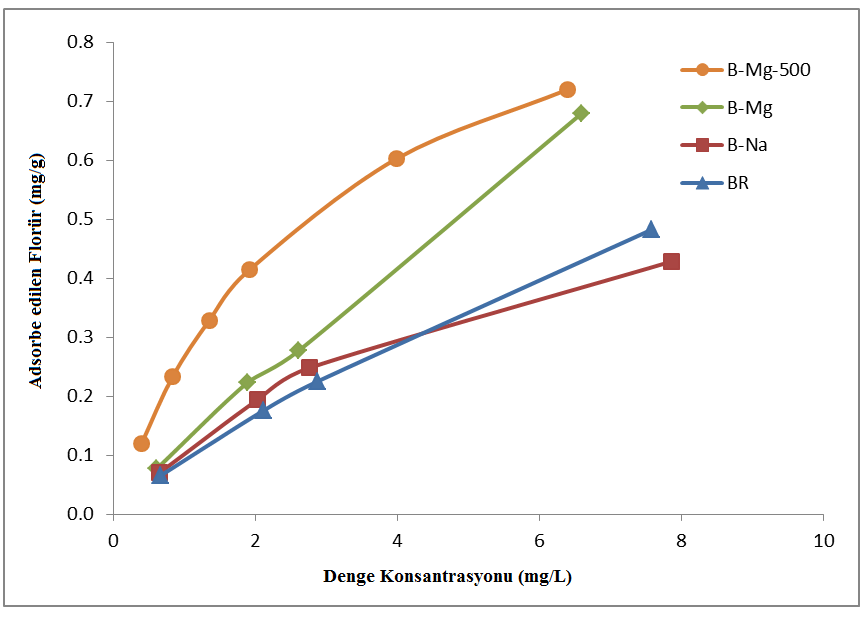 0.8
0.7
0.6
0.5
0.4
0.3
0.2
0.1
0.0
Adsorbe edilen Florür (mg/g)
B-Mg-500
B-Mg
B-Na
BR
0 2 4 6 8 10
Denge Konsantrasyonu (mg/L)